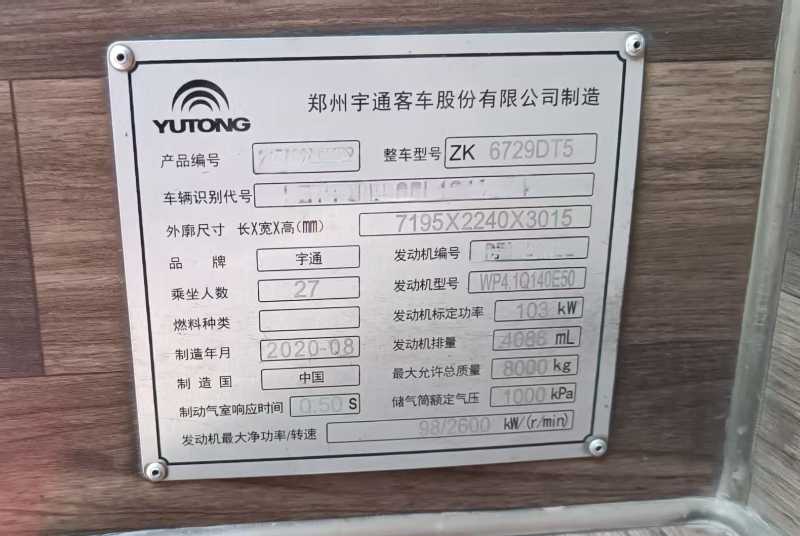 YUTONG
郑州宇通客车股份有限公司制造
产品编号
整车型号 ZK 6729DT5
车辆识别代号
外廓尺寸 长X宽X高(mm) 7195X2240X3015
品牌 宇通 发动机编号
乘坐人数 27 发动机型号 WP4.1Q140E50
燃料种类 发动机标定功率 103 kW
制造年月 2020-08 发动机排量 4088 mL
制造国 中国 最大允许总质量 8000 kg
制动气室响应时间 0.50 S 储气筒额定气压 1000 kPa
发动机最大净功率/转速 98/2600 kW/(r/min)